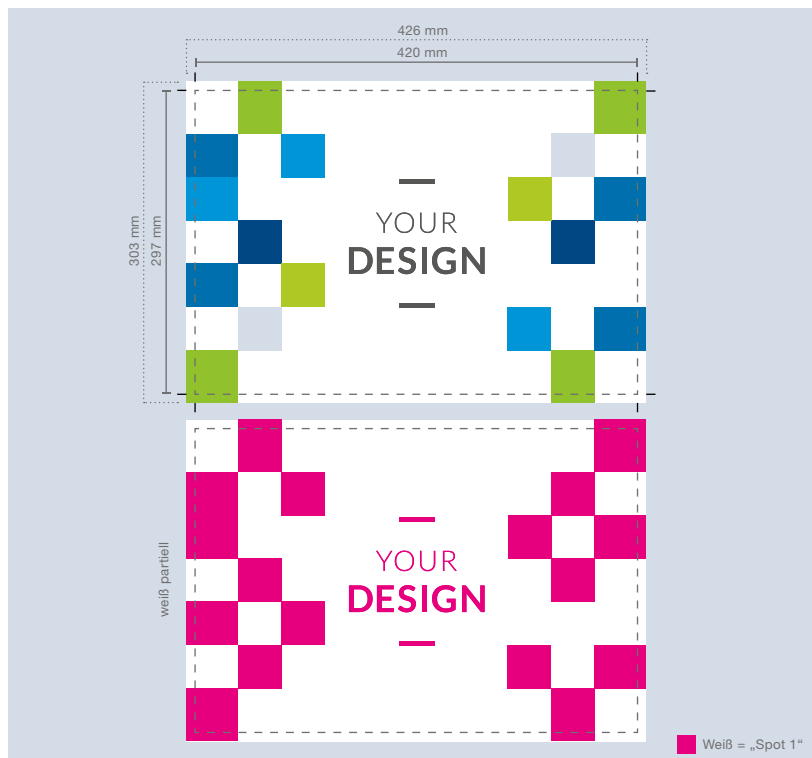 426 mm
420 mm
303 mm
297 mm
YOUR
DESIGN
weiß partiell
YOUR
DESIGN
Weiß = „Spot 1“